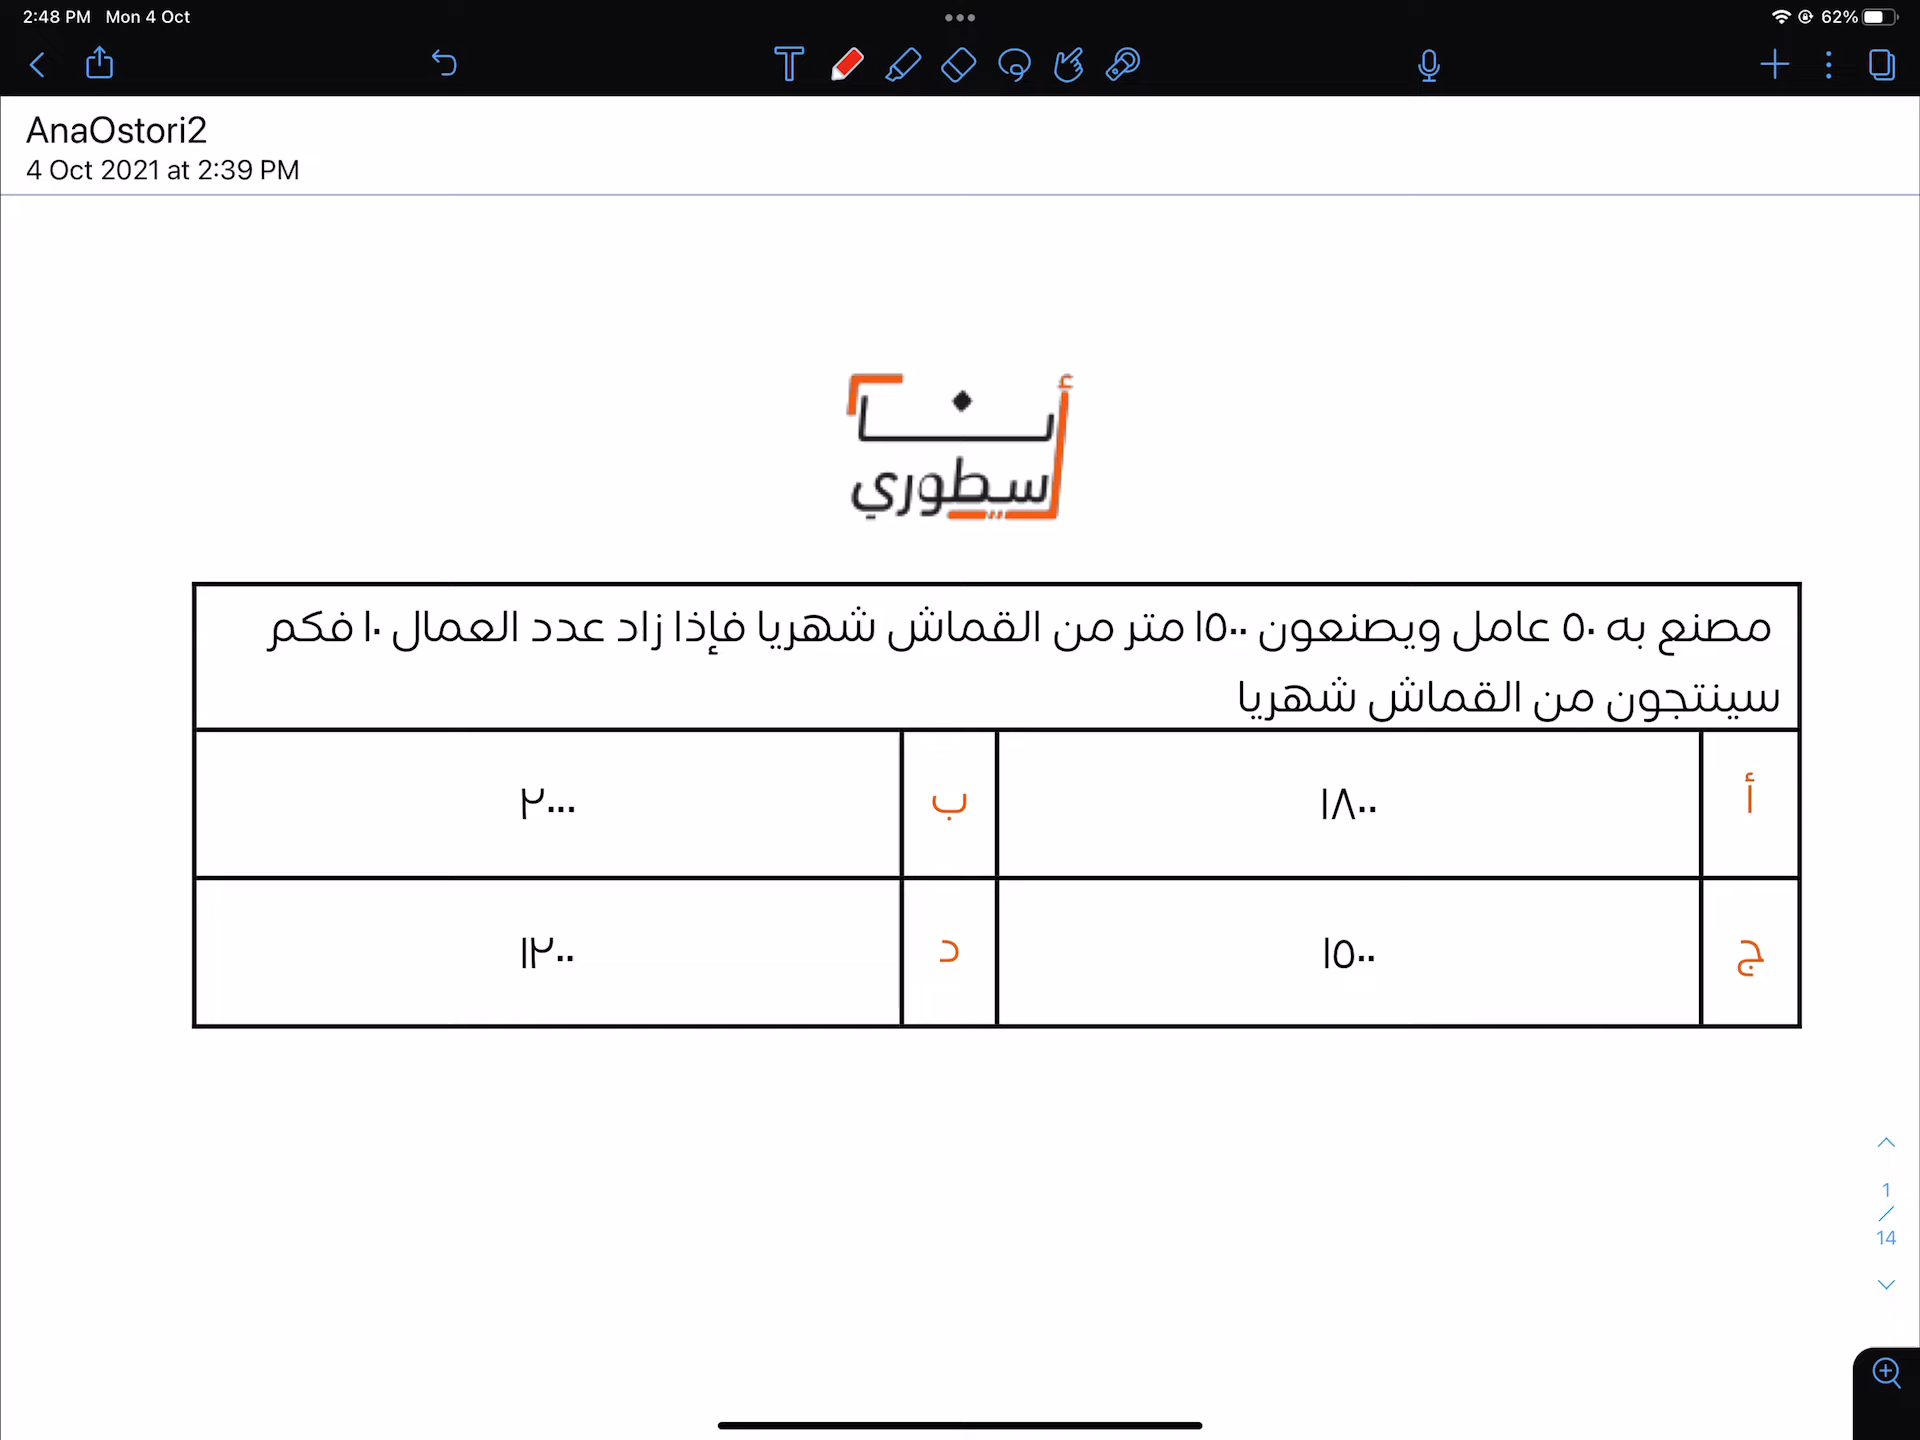 2:48 PM Mon 4 Oct
62%
AnaOstori2
4 Oct 2021 at 2:39 PM
أنا
أسطوري
مصنع به ٥٠ عامل ويصنعون ١٥٠٠ متر من القماش شهريا فإذا زاد عدد العمال ١٠ فكم
سينتجون من القماش شهريا
أ ١٨٠٠ ب ٢٠٠٠
ج ١٥٠٠ د ١٢٠٠
1
/
14